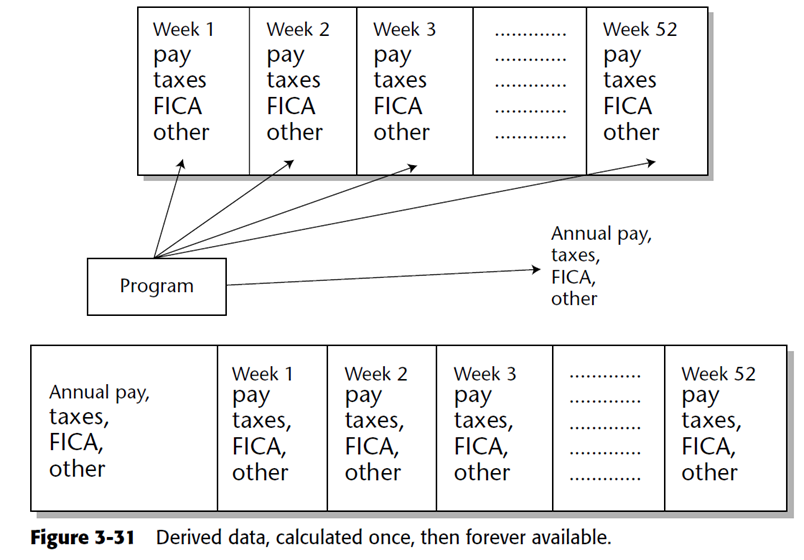 Week 1
pay
taxes
FICA
other
Week 2
pay
taxes
FICA
other
Week 3
pay
taxes
FICA
other
.............
.............
.............
.............
.............
Week 52
pay
taxes
FICA
other
Program
Annual pay,
taxes,
FICA,
other
Annual pay,
taxes,
FICA,
other
Week 1
pay
taxes,
FICA,
other
Week 2
pay
taxes,
FICA,
other
Week 3
pay
taxes,
FICA,
other
.............
.............
.............
.............
.............
Week 52
pay
taxes,
FICA,
other
Figure 3-31 Derived data, calculated once, then forever available.